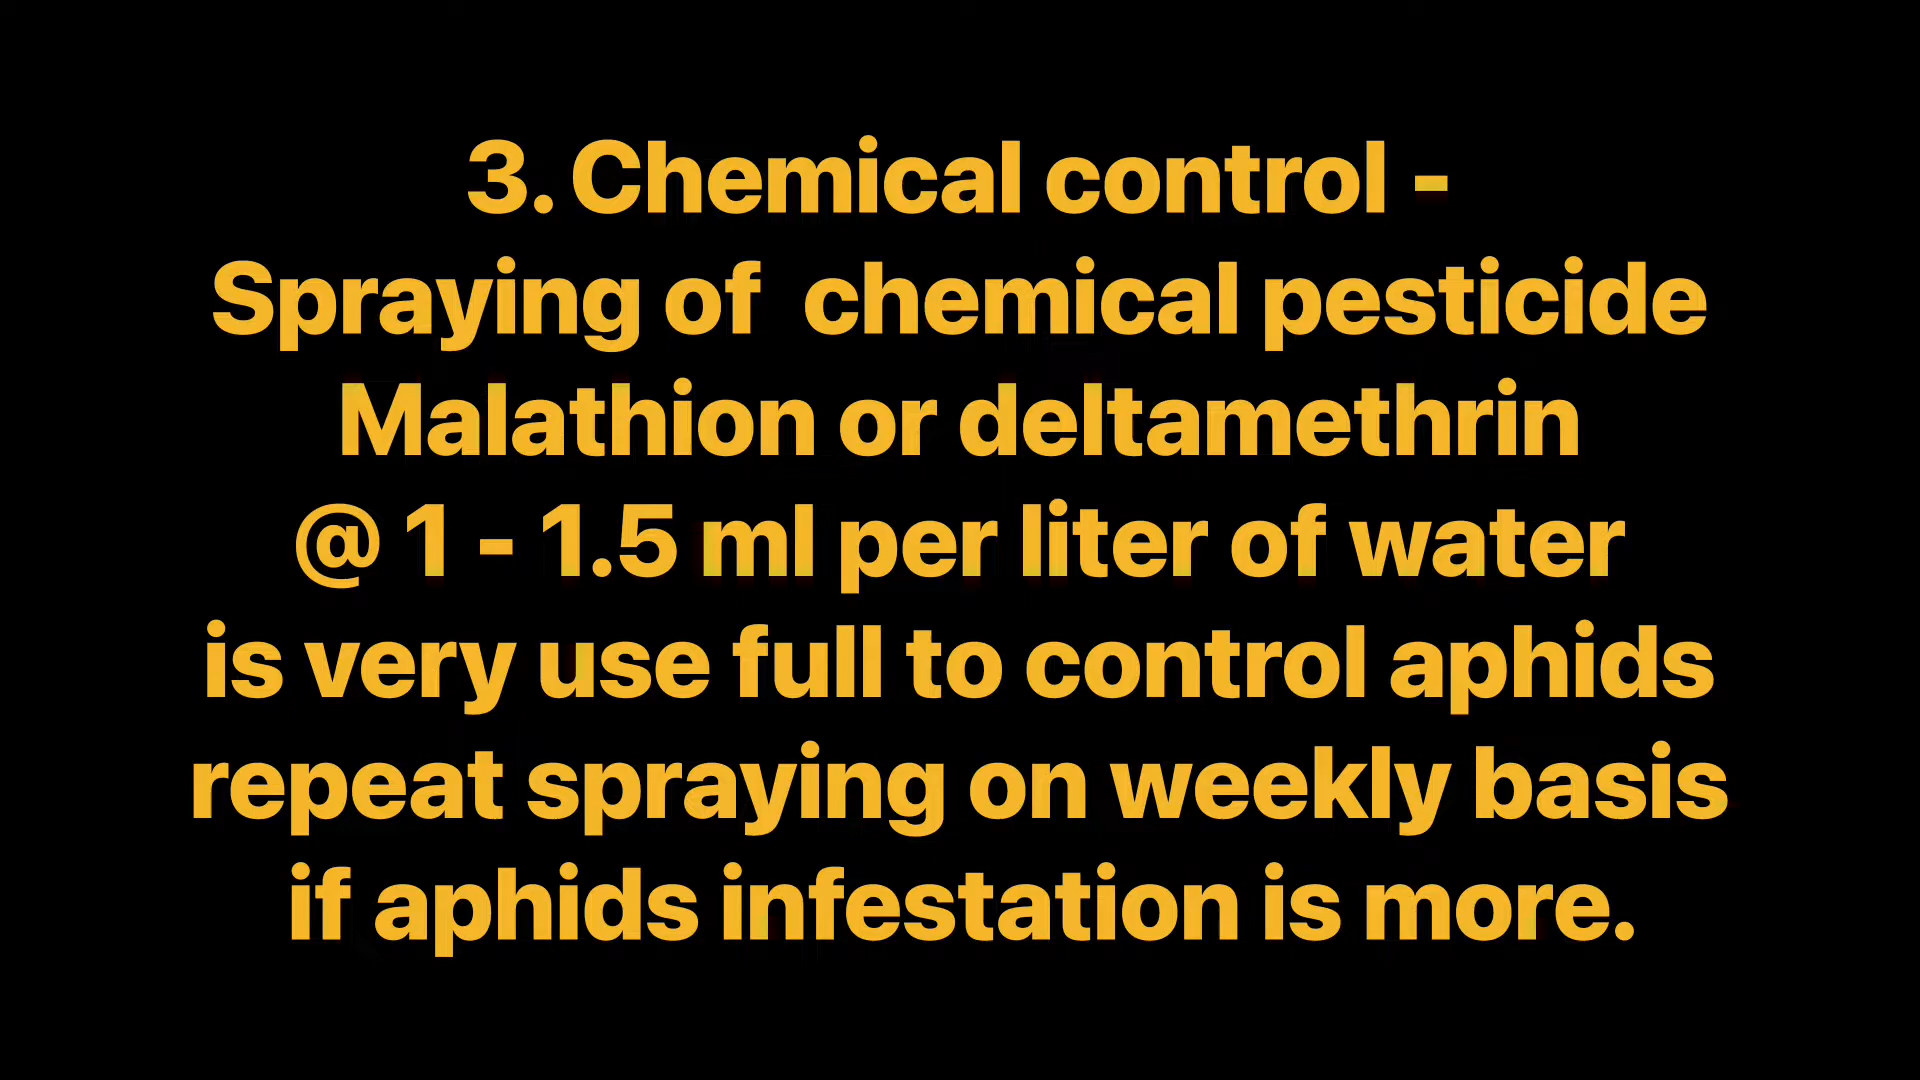 3. Chemical control -
Spraying of  chemical pesticide
Malathion or deltamethrin
@ 1 - 1.5 ml per liter of water
is very use full to control aphids
repeat spraying on weekly basis
if aphids infestation is more.